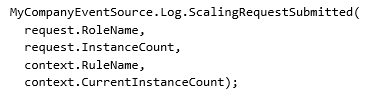 MyCompanyEventSource.Log.ScalingRequestSubmitted(
  request.RoleName,
  request.InstanceCount,
  context.RuleName,
  context.CurrentInstanceCount);